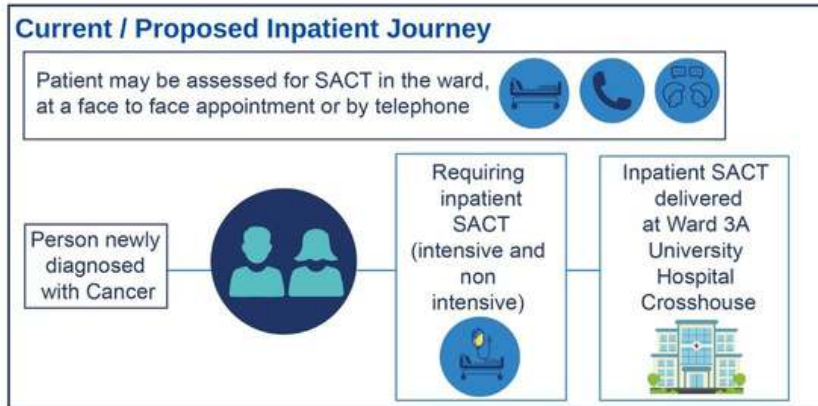 Current / Proposed Inpatient Journey
Patient may be assessed for SACT in the ward,
at a face to face appointment or by telephone
Person newly
diagnosed
with Cancer
Requiring
inpatient
SACT
(intensive and
non
intensive)
Inpatient SACT
delivered
at Ward 3A
University
Hospital
Crosshouse